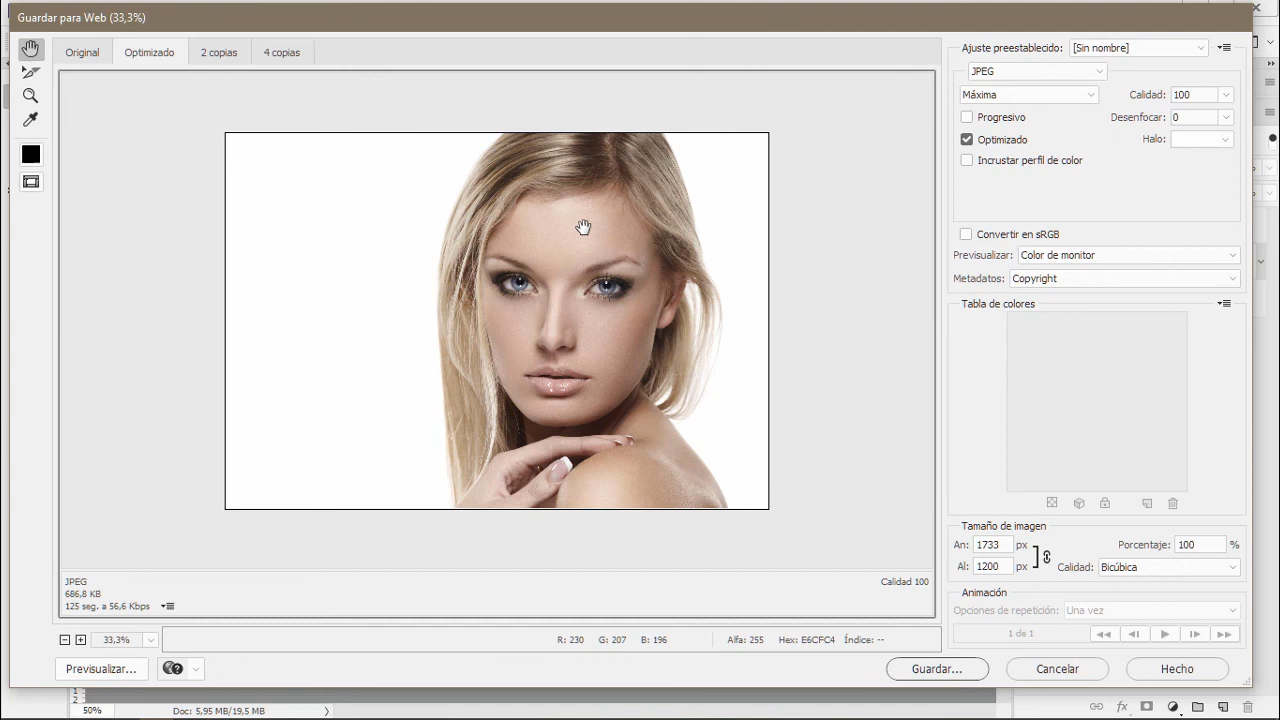 Guardar para Web (33,3%)
Original
Optimizado
2 copias
4 copias
Ajuste preestablecido: [Sin nombre]
JPEG
Máxima
Calidad: 100
Progresivo
Desenfocar: 0
Optimizado
Halo:
Incrustar perfil de color
Convertir en sRGB
Previsualizar: Color de monitor
Metadatos: Copyright
Tabla de colores
Tamaño de imagen
An: 1733 px
Porcentaje: 100 %
Al: 1200 px
Calidad: Bicúbica
Animación
Opciones de repetición: Una vez
1 de 1
JPEG
Calidad 100
686,8 KB
125 seg. a 56,6 Kbps
33,3%
R: 230 G: 207 B: 196 Alfa: 255 Hex: E6CFC4 Índice: --
Previsualizar...
Guardar...
Cancelar
Hecho
50%
Doc: 5,95 MB/19,5 MB
fx